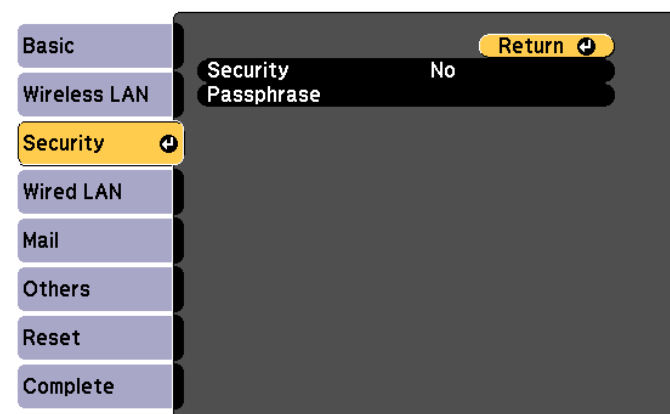 Basic
Wireless LAN
Security
Wired LAN
Mail
Others
Reset
Complete
Return
Security No
Passphrase